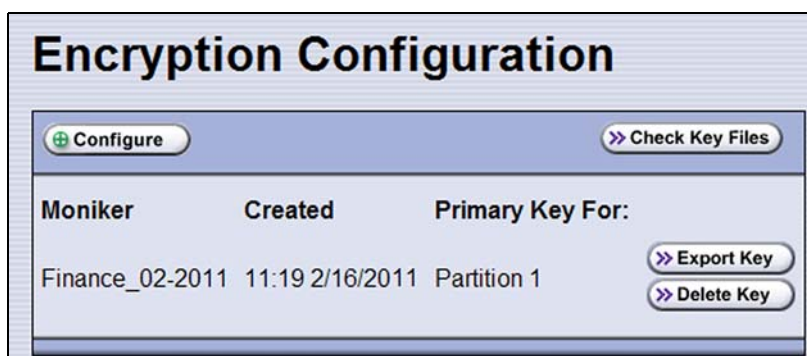 Encryption Configuration
Configure
Check Key Files
Moniker Created Primary Key For:
Finance_02-2011 11:19 2/16/2011 Partition 1
Export Key
Delete Key